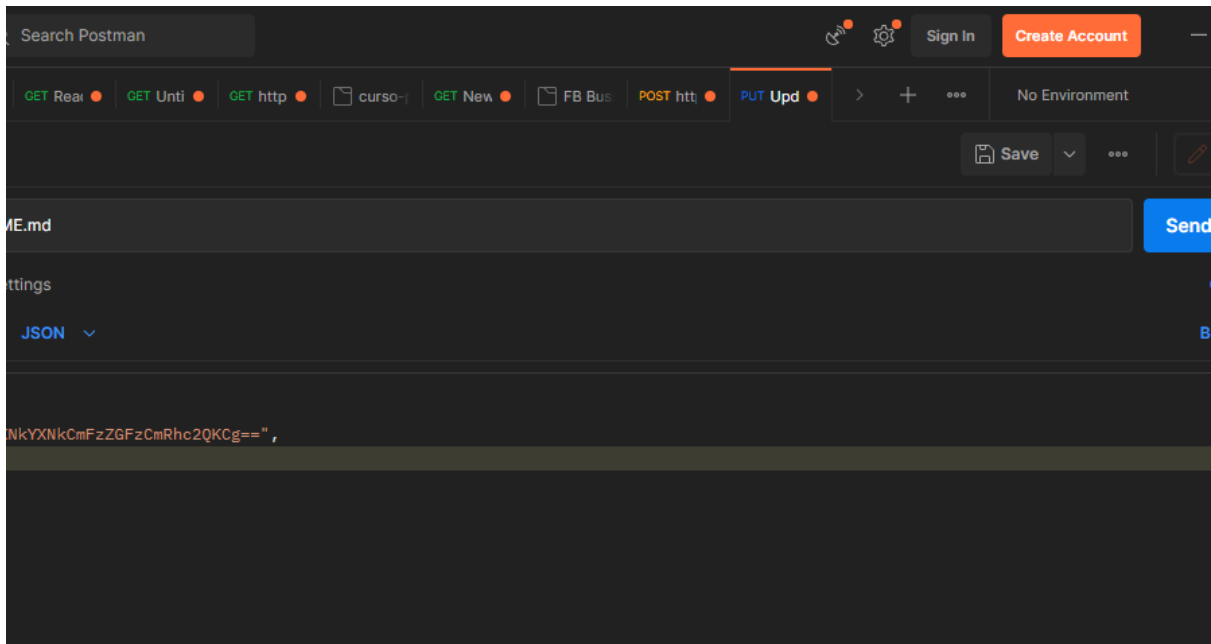 Search Postman
Sign In
Create Account
GET Rea
GET Unti
GET http
curso-
GET New
FB Bus
POST htt
PUT Upd
No Environment
Save
ME.md
Send
ttings
JSON
B
NkYXNkCmFzZGFzCmRhc2QKCg==",